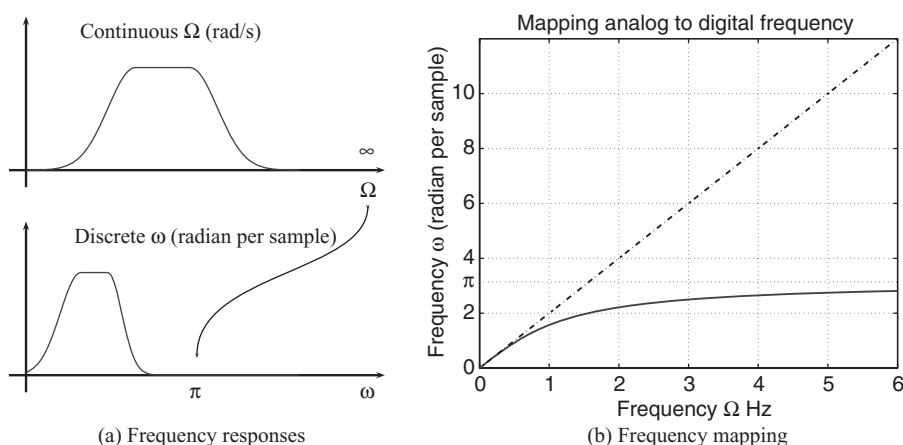 Continuous Ω (rad/s)
∞
Ω
Discrete ω (radian per sample)
π
ω
(a) Frequency responses
Mapping analog to digital frequency
Frequency ω (radian per sample)
10
8
6
4
π
2
0
0 1 2 3 4 5 6
Frequency Ω Hz
(b) Frequency mapping